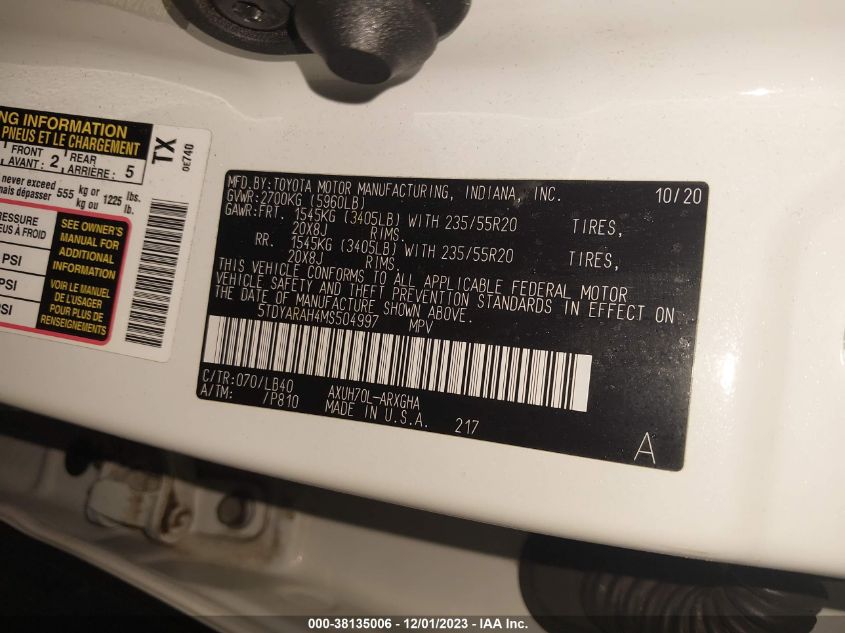 NG INFORMATION
PNEUS ET LE CHARGEMENT
FRONT
AVANT : 2
REAR
ARRIÈRE : 5
never exceed
mais dépasser
555 kg or
kg ou
1225 lbs.
lb.
TX
0E740
RESSURE
EUS À FROID
PSI
PSI
PSI
SEE OWNER'S
MANUAL FOR
ADDITIONAL
INFORMATION
VOIR LE MANUEL
DE L'USAGER
POUR PLUS DE
RENSEIGNEMENTS
MFD.BY:TOYOTA MOTOR MANUFACTURING, INDIANA, INC. 10/20
GVWR:2700KG (5960LB)
GAWR:FRT. 1545KG (3405LB) WITH 235/55R20 TIRES,
20X8J RIMS.
RR. 1545KG (3405LB) WITH 235/55R20 TIRES,
20X8J RIMS.
THIS VEHICLE CONFORMS TO ALL APPLICABLE FEDERAL MOTOR
VEHICLE SAFETY AND THEFT PREVENTION STANDARDS IN EFFECT ON
THE DATE OF MANUFACTURE SHOWN ABOVE.
5TDYARAH4MS504997 MPV
C/TR:070/LB40 AXUH70L-ARXGHA
A/TM: /P810 MADE IN U.S.A. 217
A
000-38135006 - 12/01/2023 - IAA Inc.